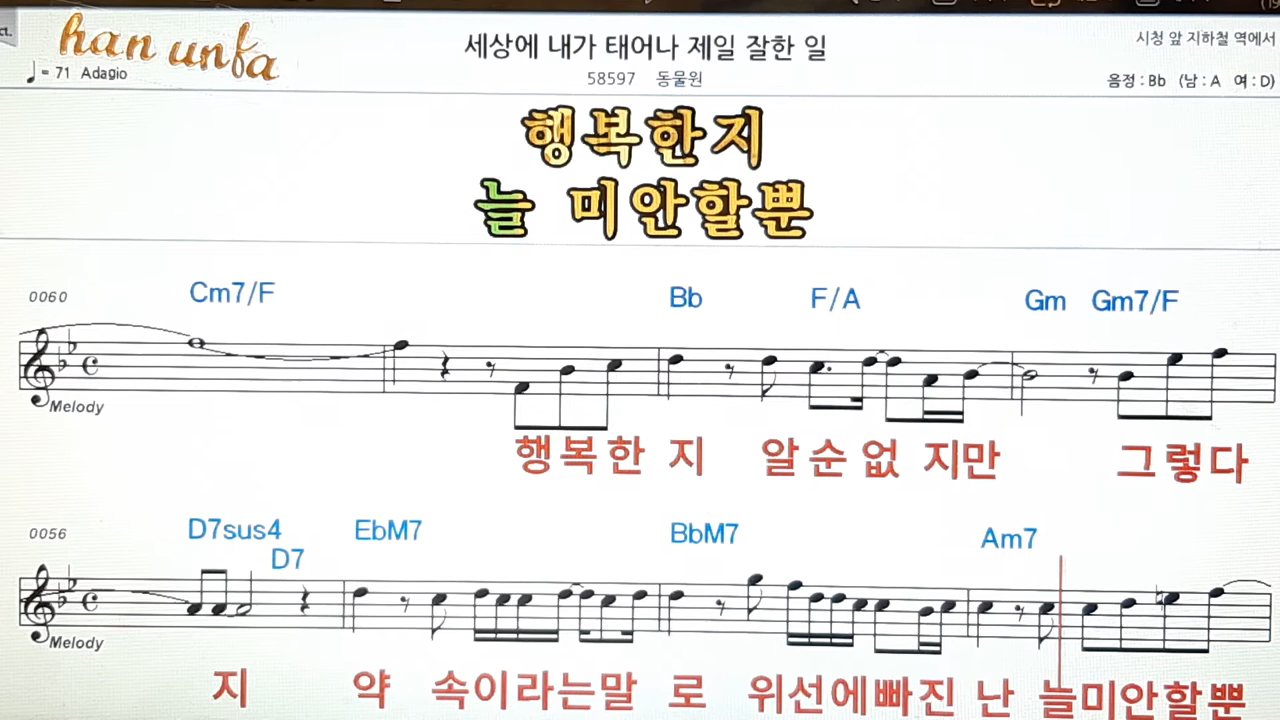 ct.
han unfa
세상에 내가 태어나 제일 잘한 일
시청 앞 지하철 역에서
♩= 71 Adagio
58597 동물원
음정 : Bb (남 : A 여 : D)
행복한지
늘 미안할뿐
0060 Cm7/F Bb F/A Gm Gm7/F
Melody
행복한 지 알순없 지만 그렇다
0056 D7sus4 D7 EbM7 BbM7 Am7
Melody
지 약 속이라는말 로 위선에빠진 난 늘미안할뿐